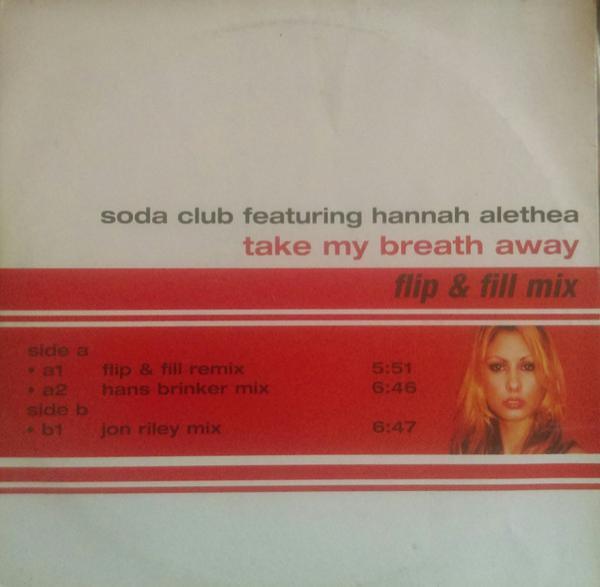 soda club featuring hannah alethea
take my breath away
flip & fill mix
side a
• a1 flip & fill remix 5:51
• a2 hans brinker mix 6:46
side b
• b1 jon riley mix 6:47